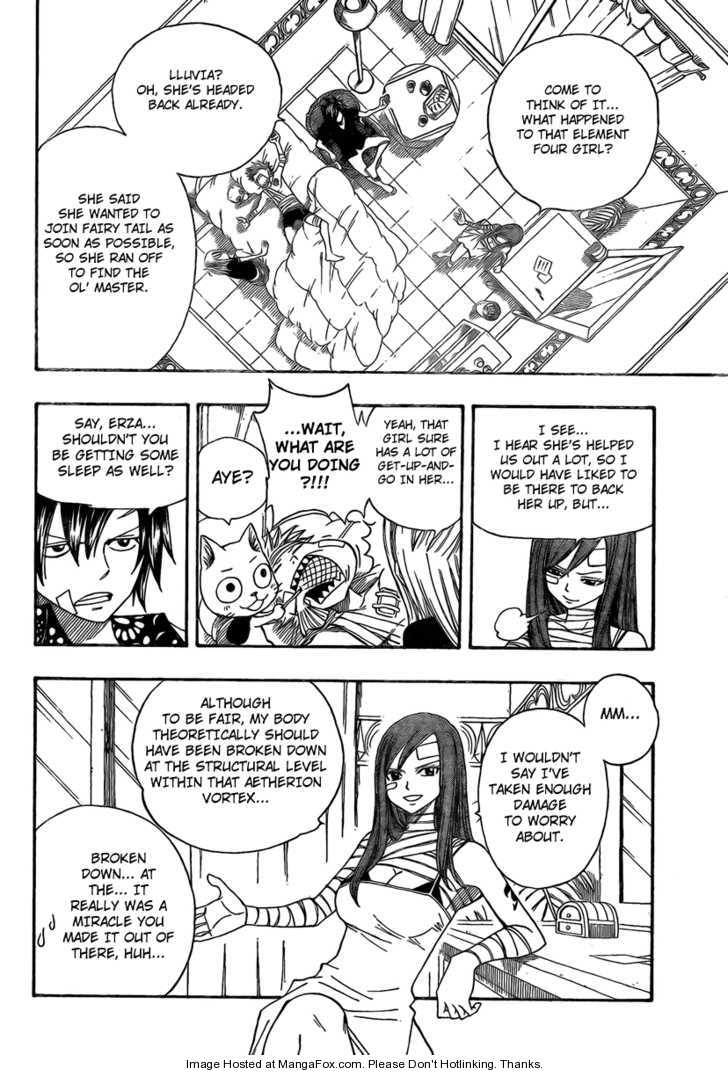 COME TO
THINK OF IT...
WHAT HAPPENED
TO THAT ELEMENT
FOUR GIRL?
LLUVIA?
OH, SHE'S HEADED
BACK ALREADY.
SHE SAID
SHE WANTED TO
JOIN FAIRY TAIL AS
SOON AS POSSIBLE,
SO SHE RAN OFF
TO FIND THE
OL' MASTER.
I SEE...
I HEAR SHE'S HELPED
US OUT A LOT, SO I
WOULD HAVE LIKED TO
BE THERE TO BACK
HER UP, BUT...
YEAH, THAT
GIRL SURE
HAS A LOT OF
GET-UP-AND-
GO IN HER...
...WAIT,
WHAT ARE
YOU DOING
?!!!
AYE?
SAY, ERZA...
SHOULDN'T YOU
BE GETTING SOME
SLEEP AS WELL?
MM...
I WOULDN'T
SAY I'VE
TAKEN ENOUGH
DAMAGE
TO WORRY
ABOUT.
ALTHOUGH
TO BE FAIR, MY BODY
THEORETICALLY SHOULD
HAVE BEEN BROKEN DOWN
AT THE STRUCTURAL LEVEL
WITHIN THAT AETHERION
VORTEX...
BROKEN
DOWN... AT
THE... IT
REALLY WAS A
MIRACLE YOU
MADE IT OUT OF
THERE, HUH...
Image Hosted at MangaFox.com. Please Don't Hotlinking. Thanks.